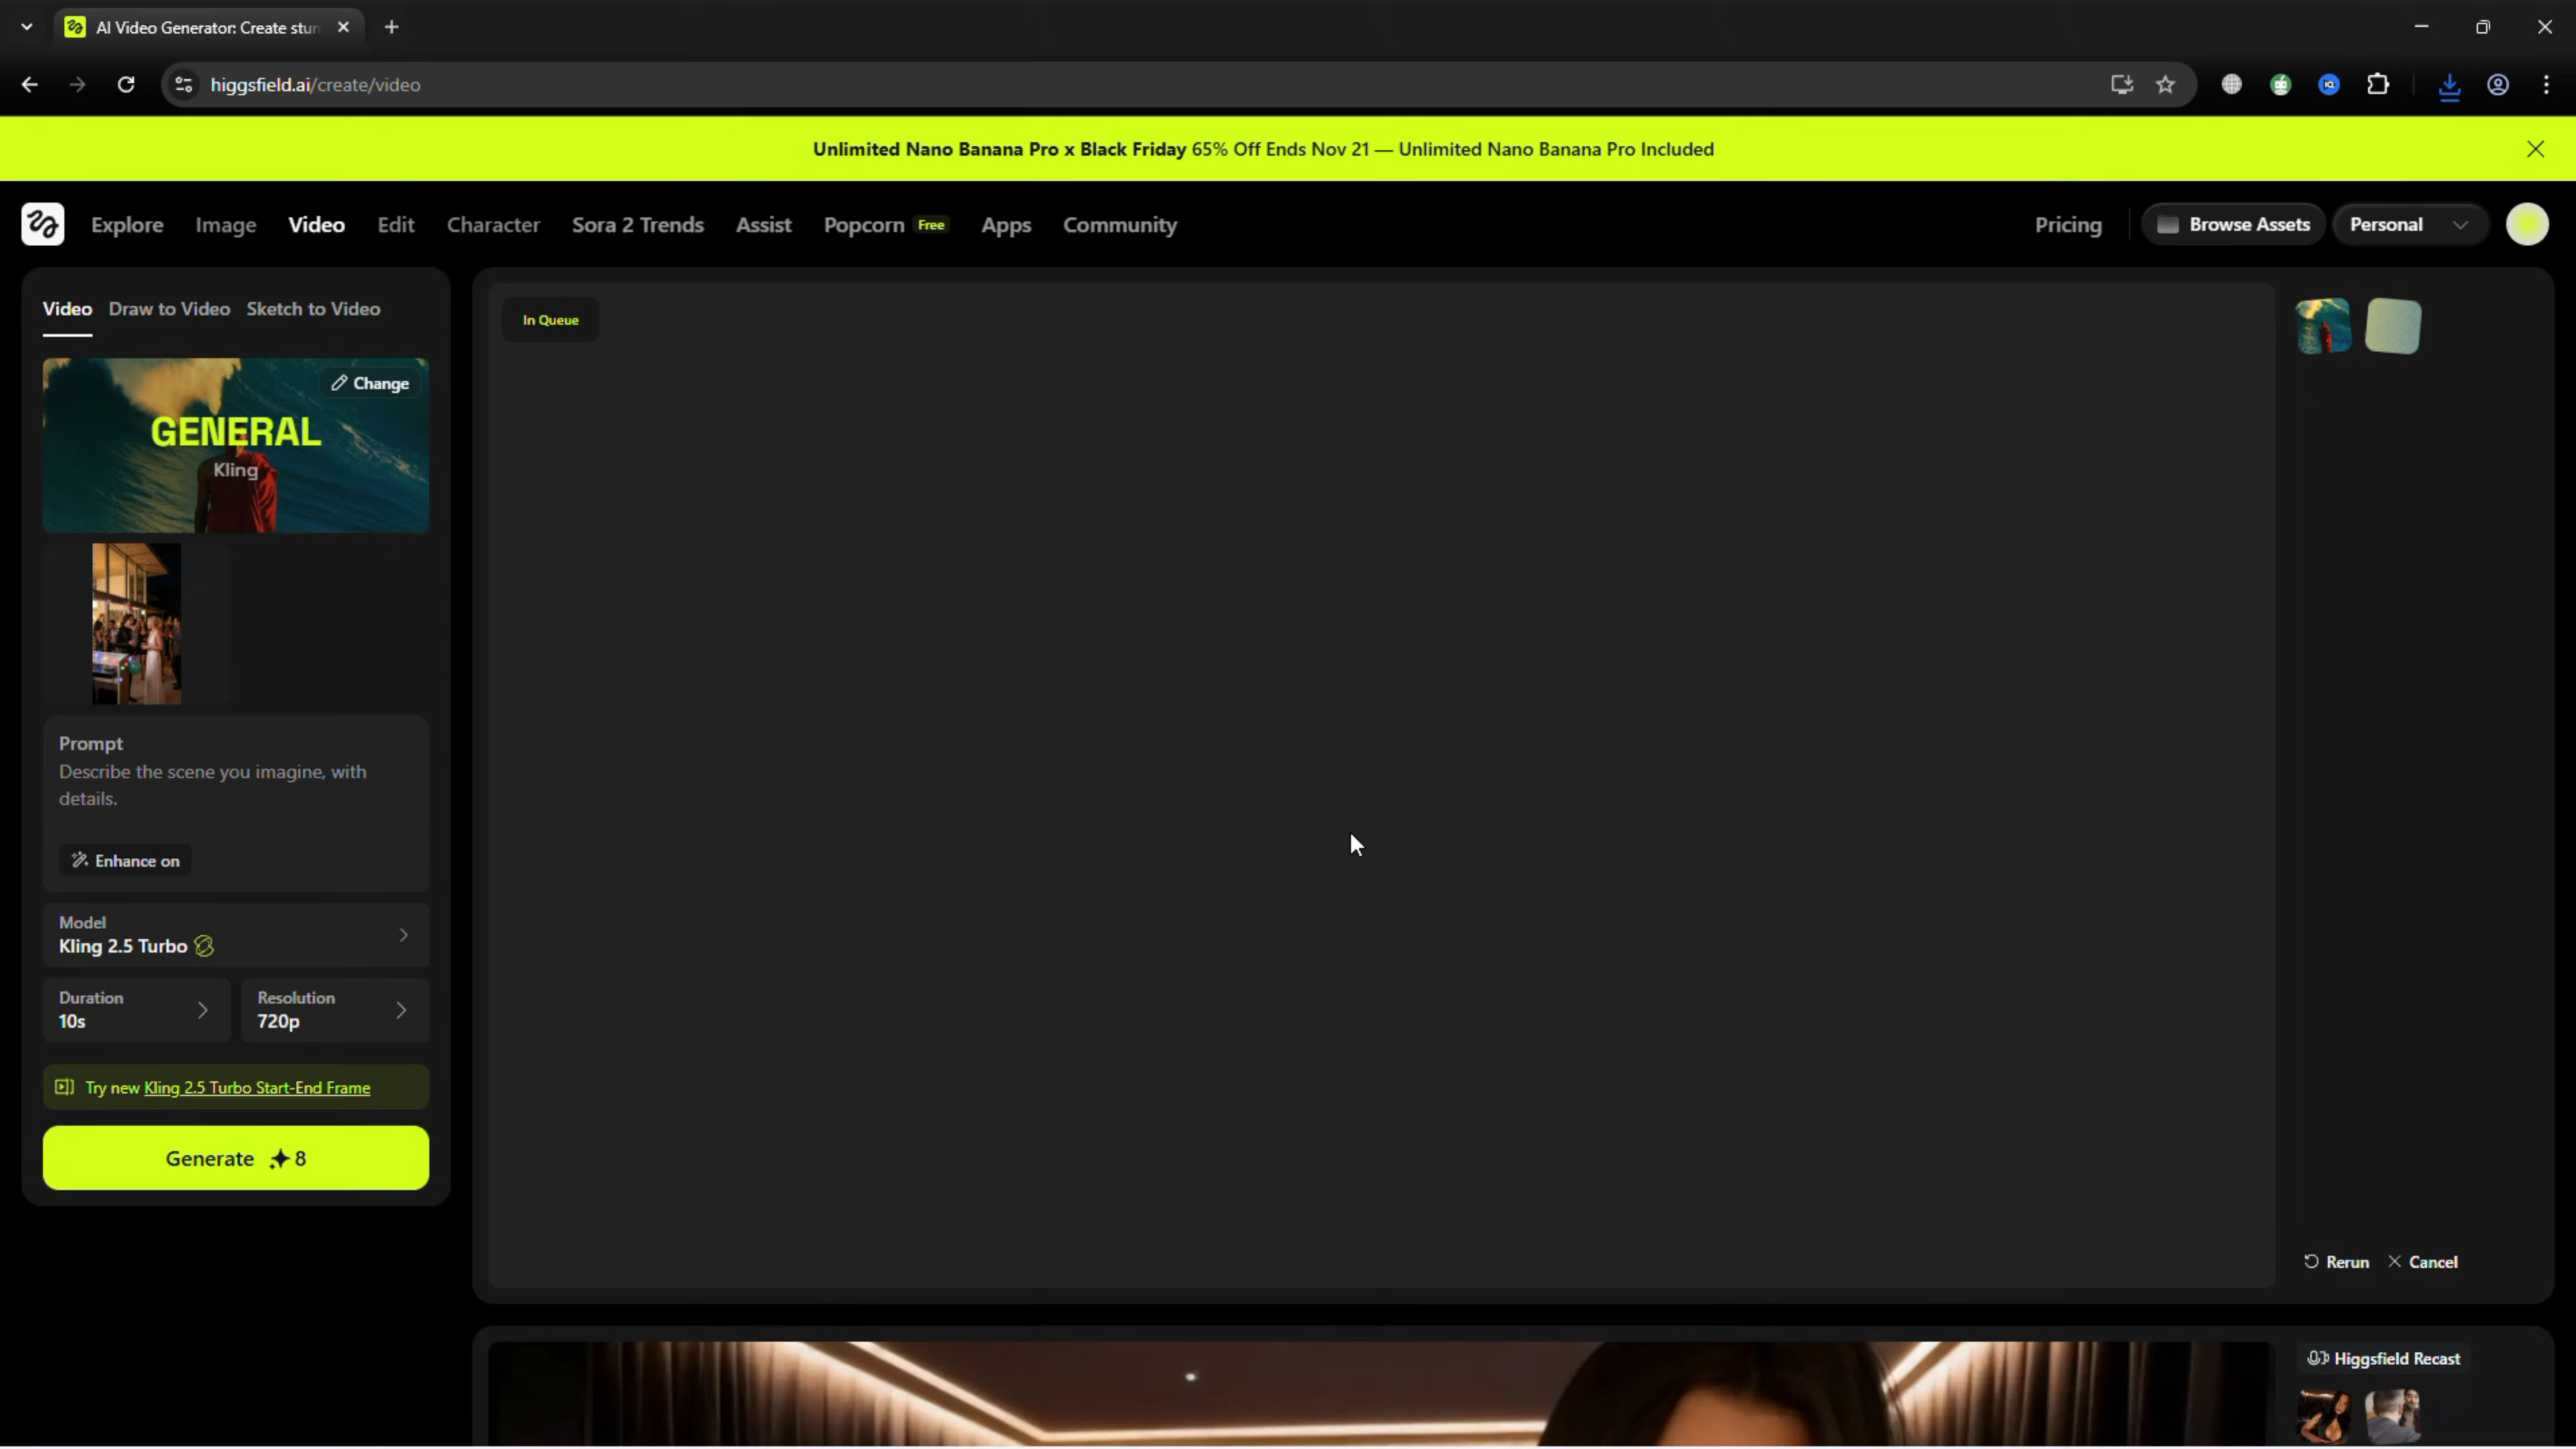 AI Video Generator: Create stun
higgsfield.ai/create/video
Unlimited Nano Banana Pro x Black Friday 65% Off Ends Nov 21 — Unlimited Nano Banana Pro Included
Explore Image Video Edit Character Sora 2 Trends Assist Popcorn Free Apps Community Pricing Browse Assets Personal
Video Draw to Video Sketch to Video
Change
GENERAL
Kling
Prompt
Describe the scene you imagine, with
details.
Enhance on
Model
Kling 2.5 Turbo
Duration
10s
Resolution
720p
Try new Kling 2.5 Turbo Start-End Frame
Generate 8
In Queue
Rerun Cancel
Higgsfield Recast